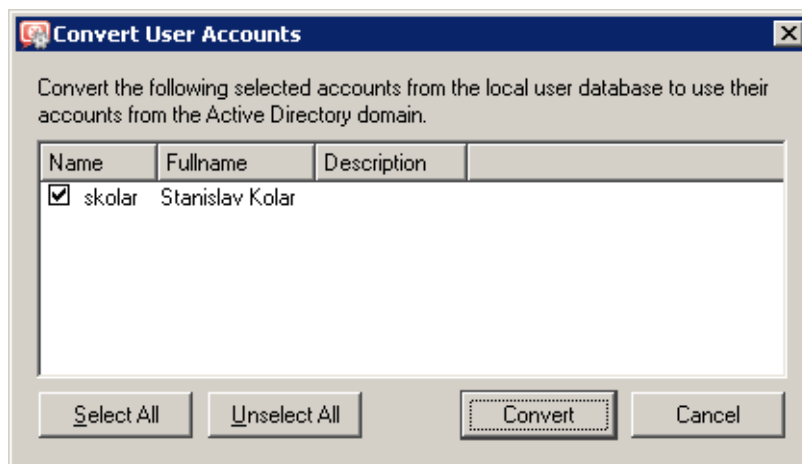 Convert User Accounts
Convert the following selected accounts from the local user database to use their
accounts from the Active Directory domain.
Name Fullname Description
skolar Stanislav Kolar
Select All Unselect All Convert Cancel